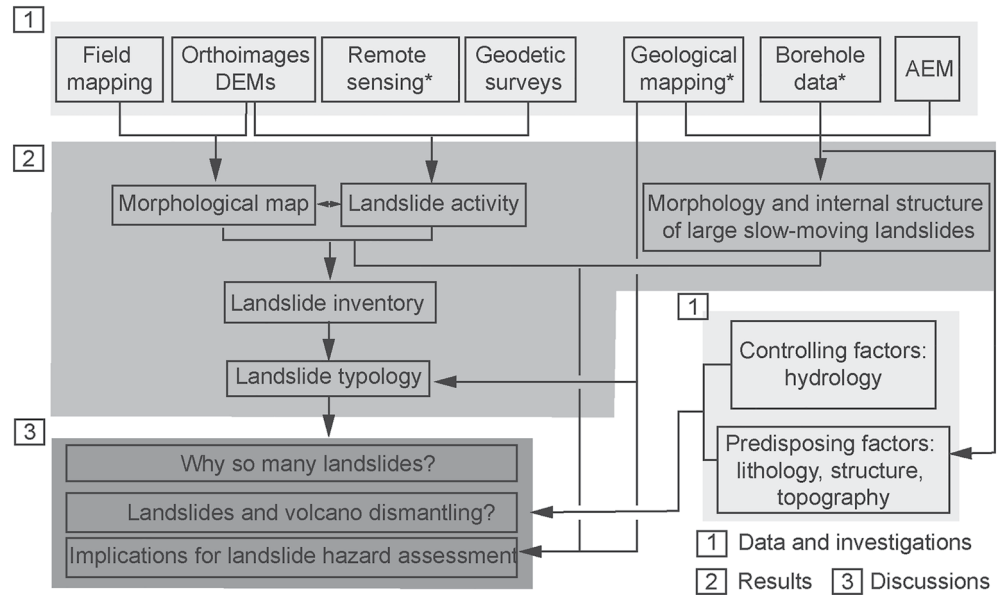 1
Field
mapping
Orthoimages
DEMs
Remote
sensing*
Geodetic
surveys
Geological
mapping*
Borehole
data*
AEM
2
Morphological map
Landslide activity
Morphology and internal structure
of large slow-moving landslides
Landslide inventory
Landslide typology
1
Controlling factors:
hydrology
Predisposing factors:
lithology, structure,
topography
3
Why so many landslides?
Landslides and volcano dismantling?
Implications for landslide hazard assessment
1 Data and investigations
2 Results 3 Discussions